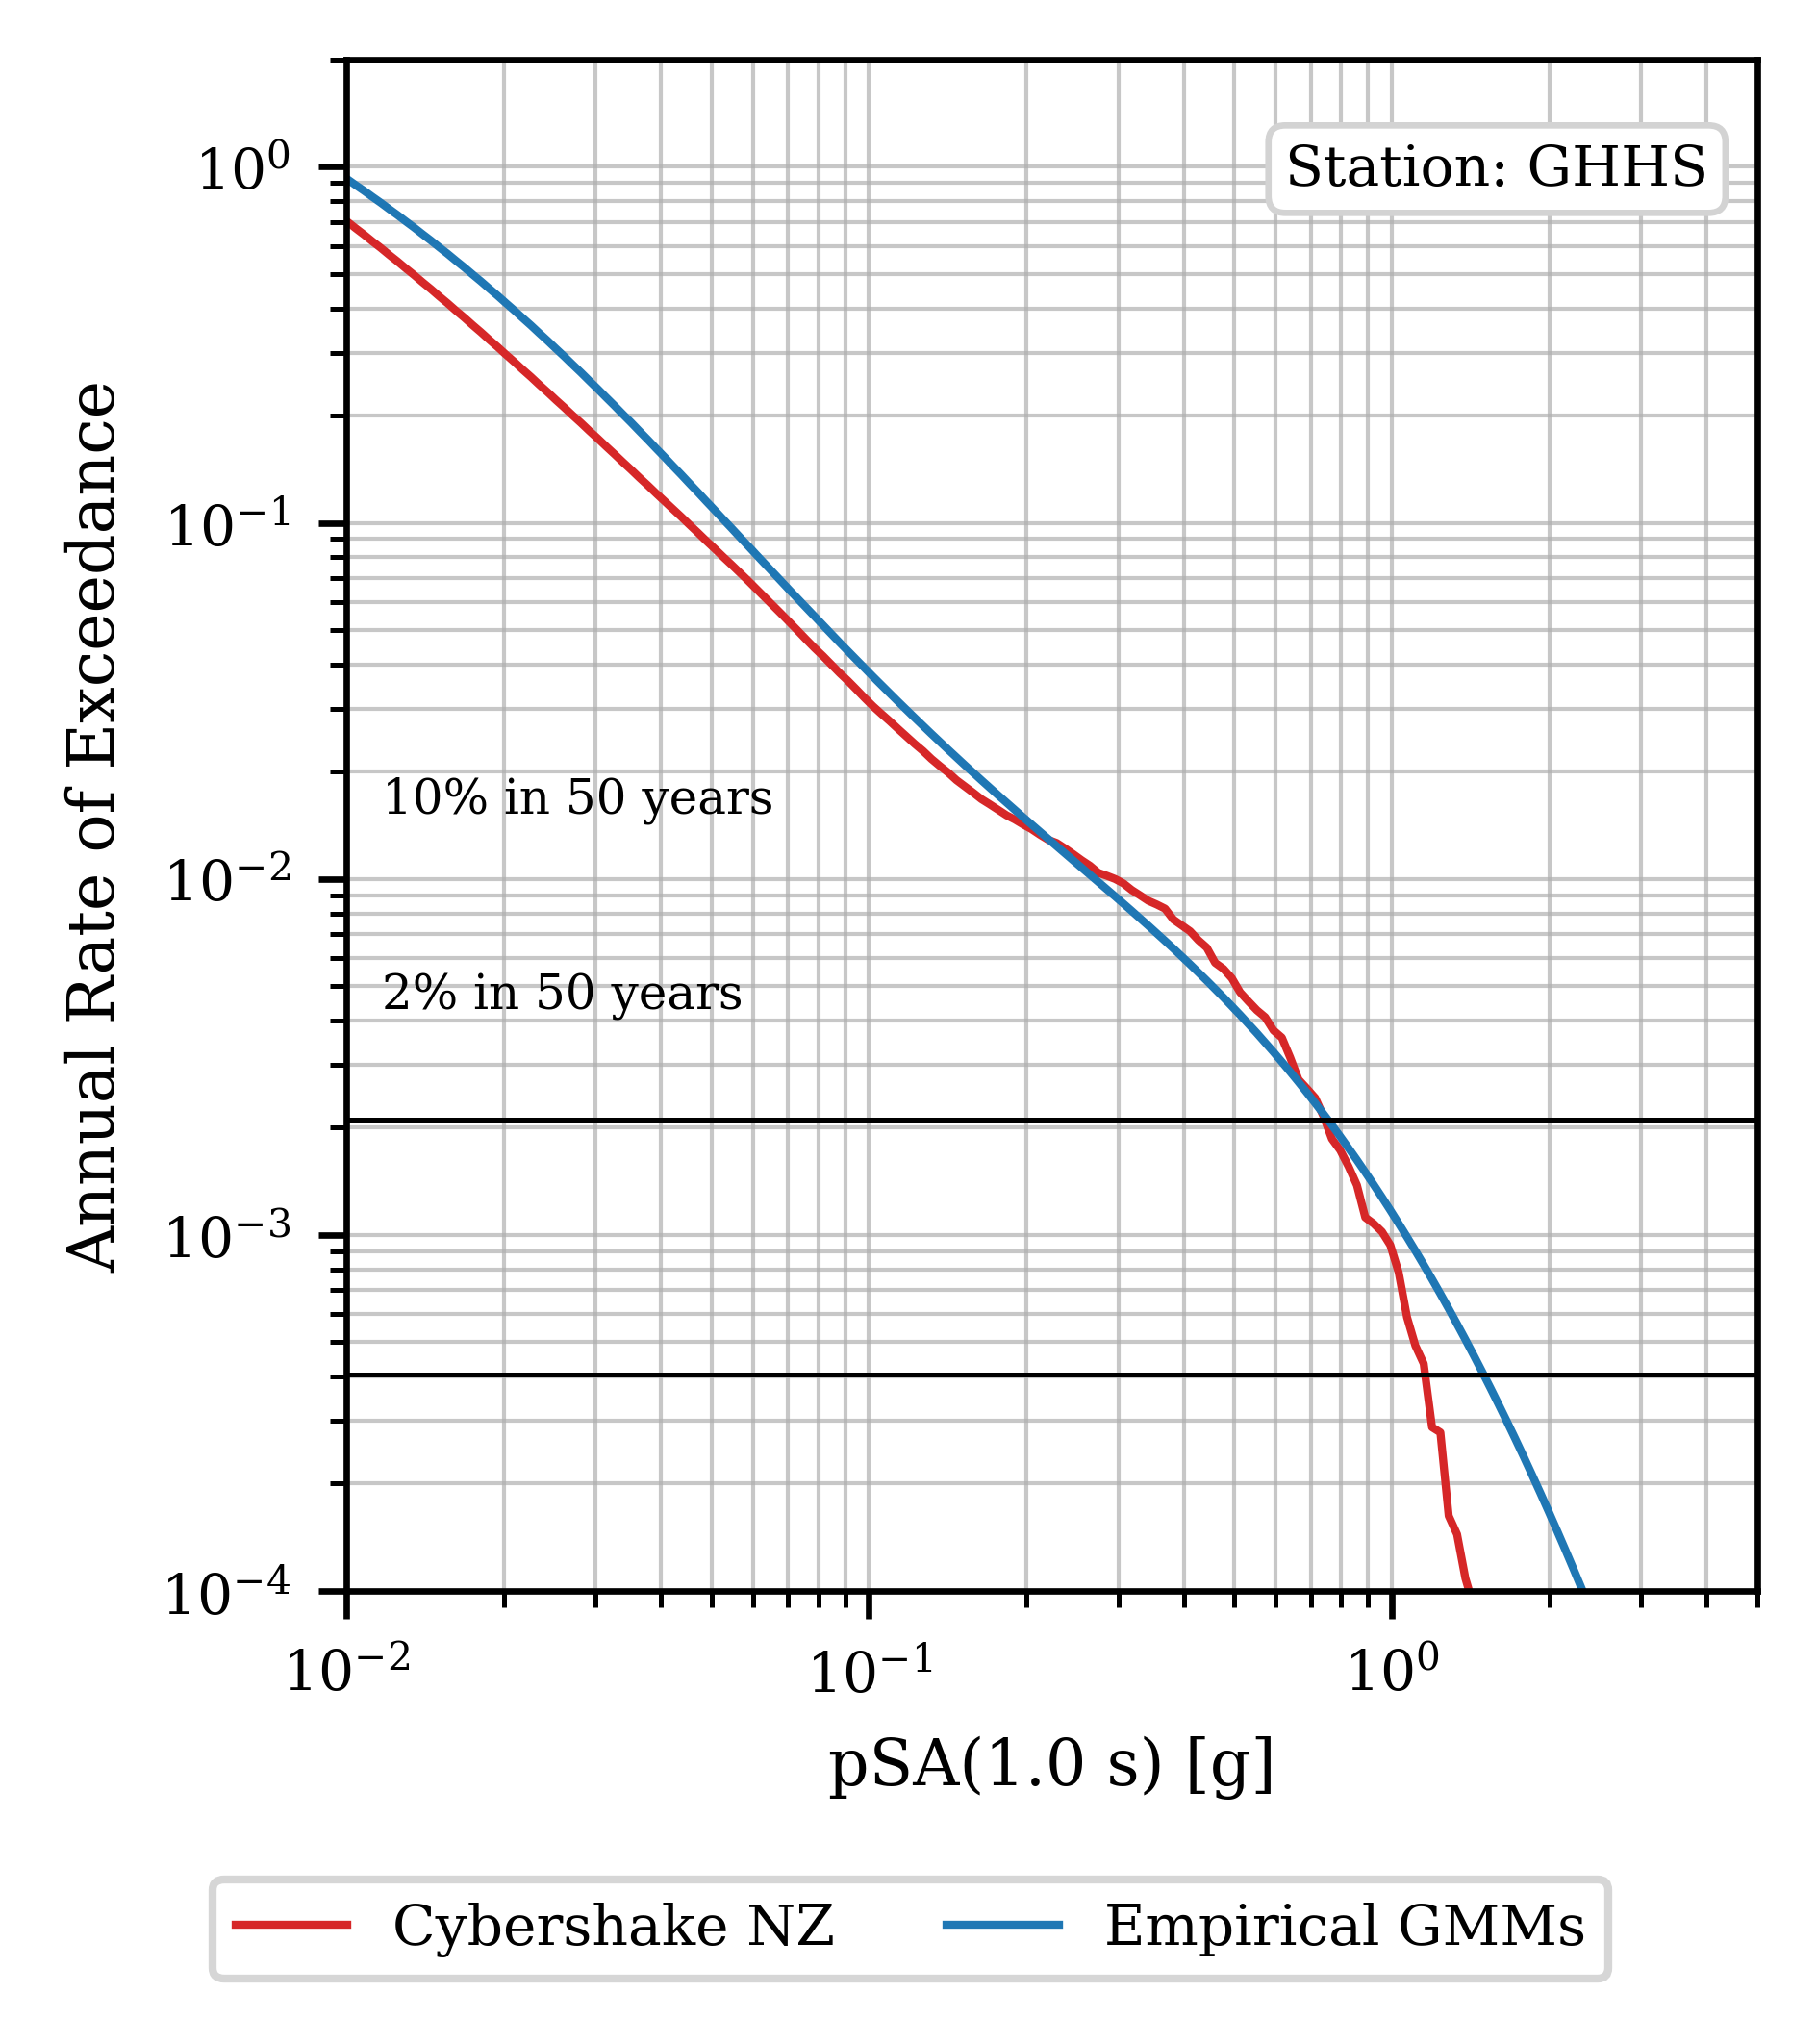 Station: GHHS
Annual Rate of Exceedance
10⁰
10⁻¹
10% in 50 years
10⁻²
2% in 50 years
10⁻³
10⁻⁴
10⁻² 10⁻¹ 10⁰
pSA(1.0 s) [g]
Cybershake NZ Empirical GMMs